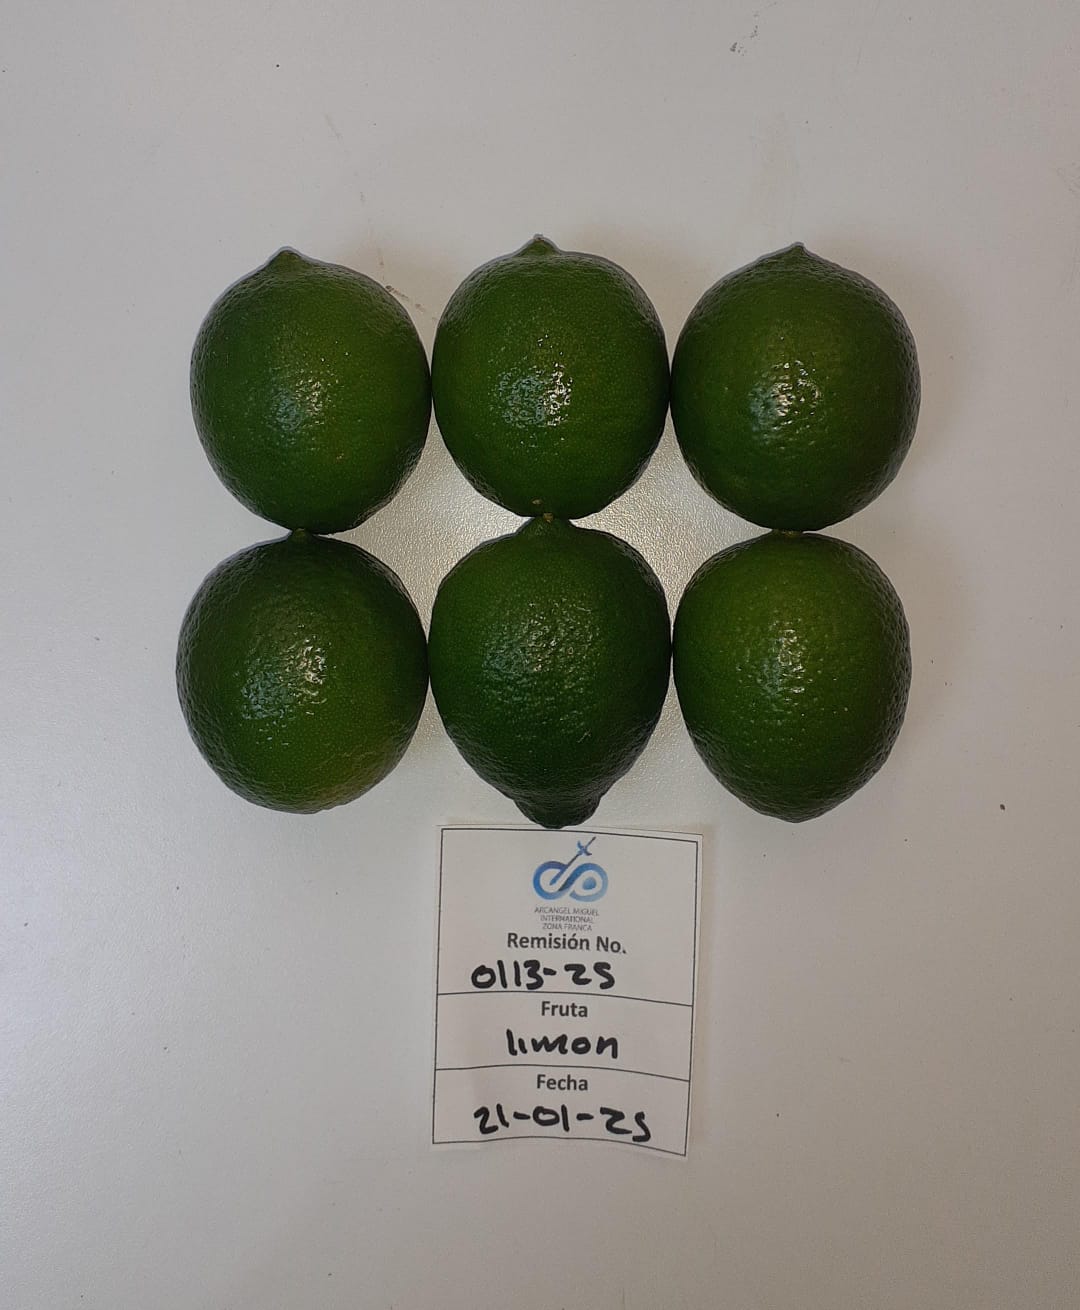 ARCANGEL MIGUEL
INTERNATIONAL
ZONA FRANCA
Remisión No.
0113-25
Fruta
limon
Fecha
21-01-25